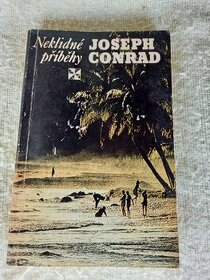 Neklidné
příběhy
JOSEPH
CONRAD